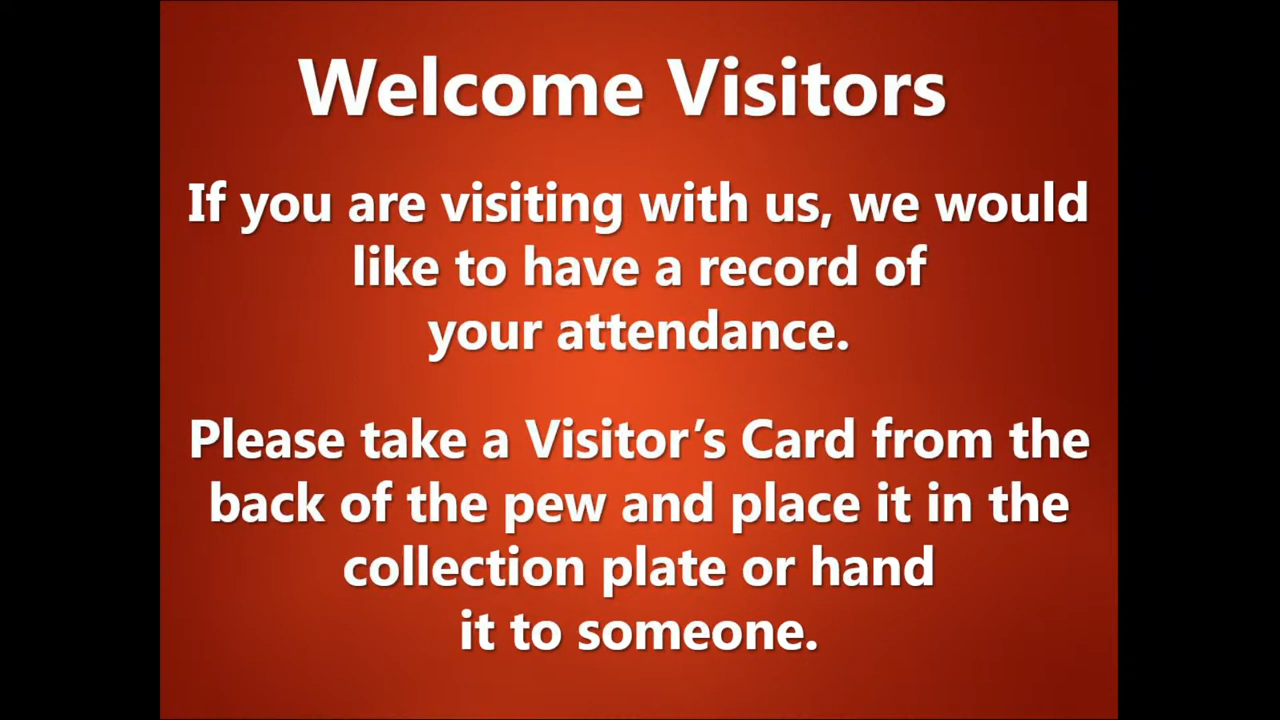 Welcome Visitors
If you are visiting with us, we would
like to have a record of
your attendance.
Please take a Visitor’s Card from the
back of the pew and place it in the
collection plate or hand
it to someone.